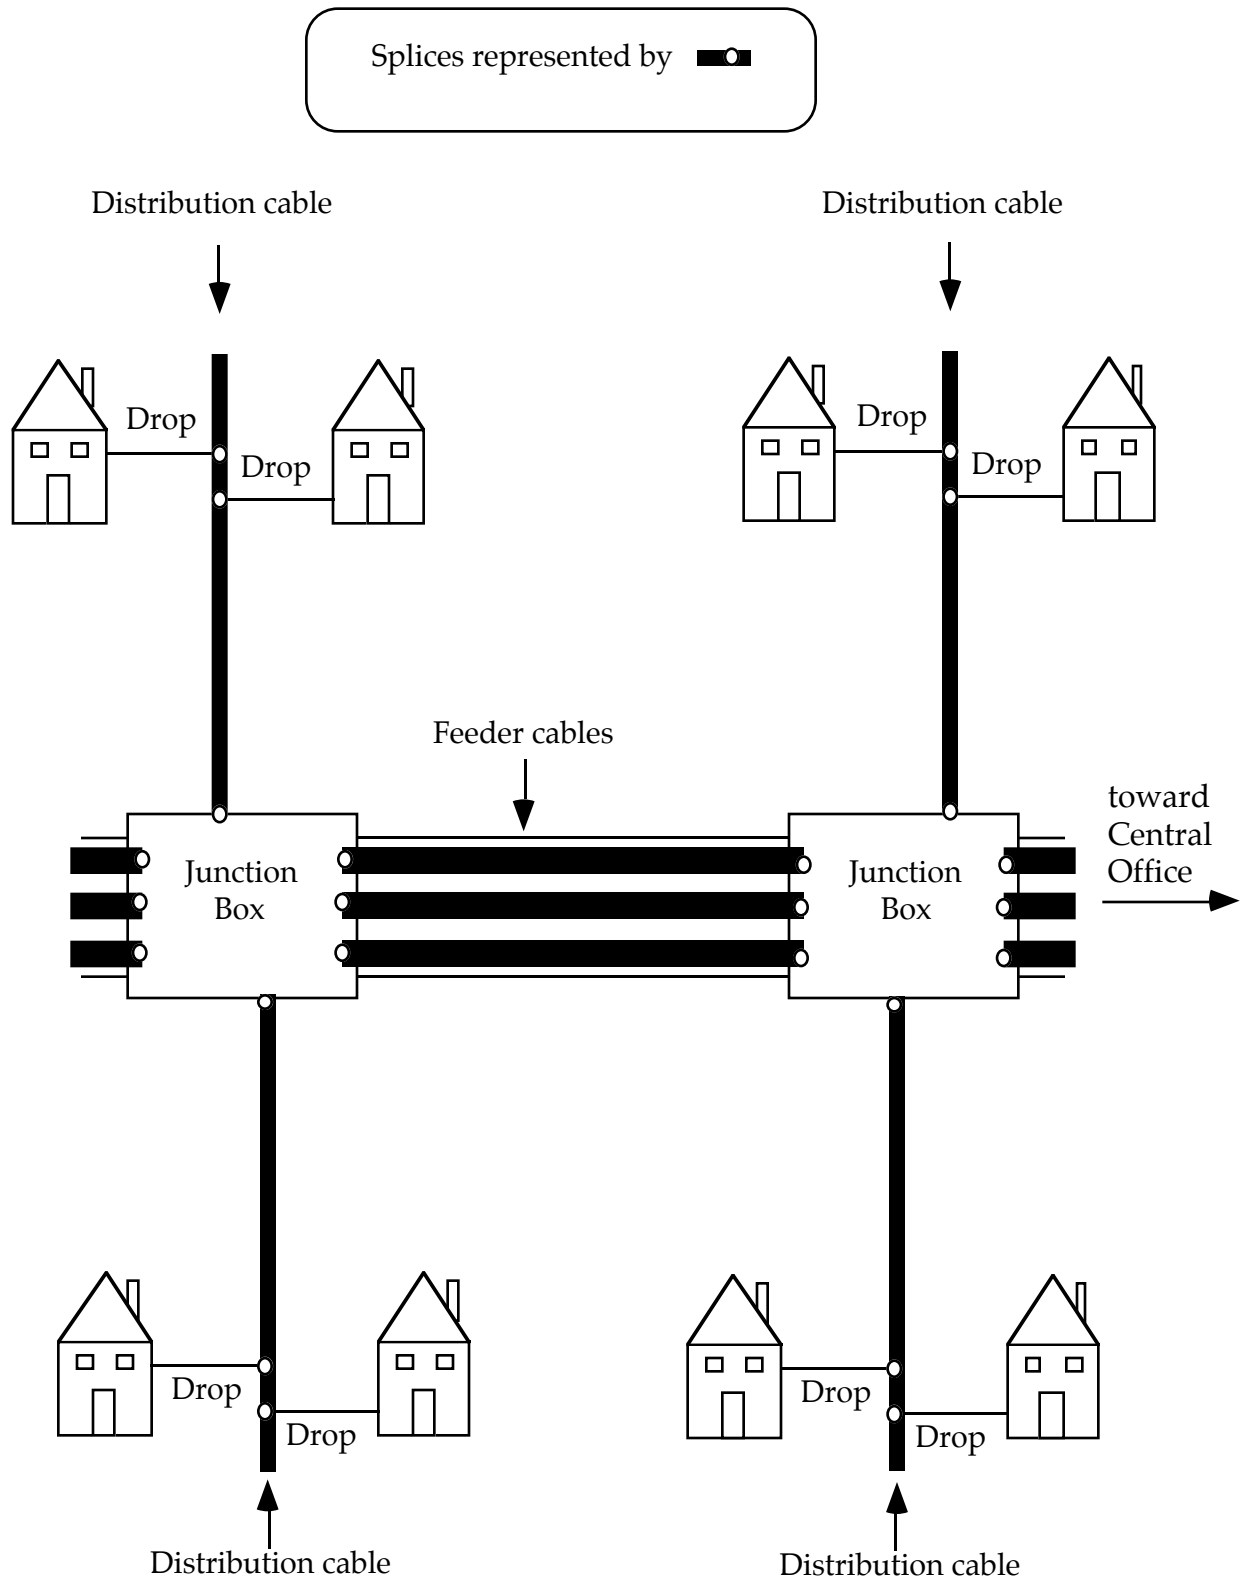 Splices represented by
Distribution cable
Distribution cable
Drop
Drop
Drop
Drop
Feeder cables
toward
Central
Office
Junction
Box
Junction
Box
Drop
Drop
Drop
Drop
Distribution cable
Distribution cable